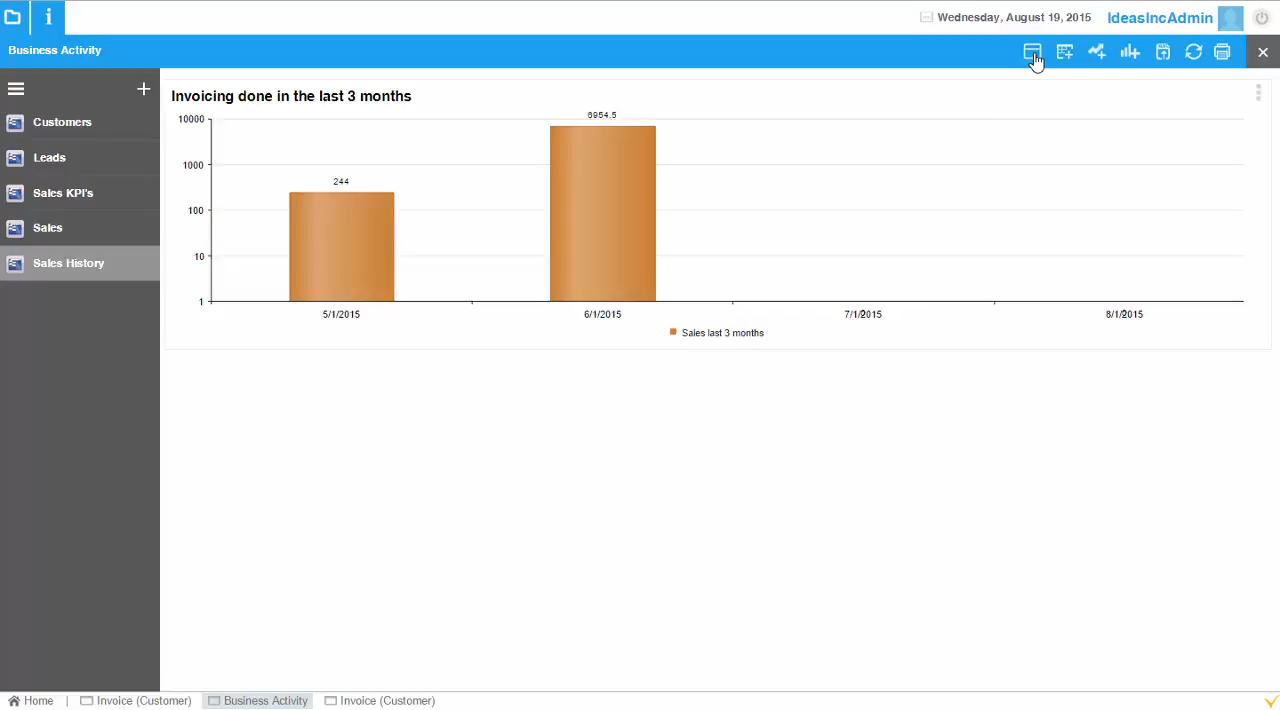 Wednesday, August 19, 2015 IdeasIncAdmin
Business Activity
Customers
Leads
Sales KPI's
Sales
Sales History
Invoicing done in the last 3 months
10000
1000
100
10
1
244
6954.5
5/1/2015 6/1/2015 7/1/2015 8/1/2015
Sales last 3 months
Home | Invoice (Customer) Business Activity Invoice (Customer)